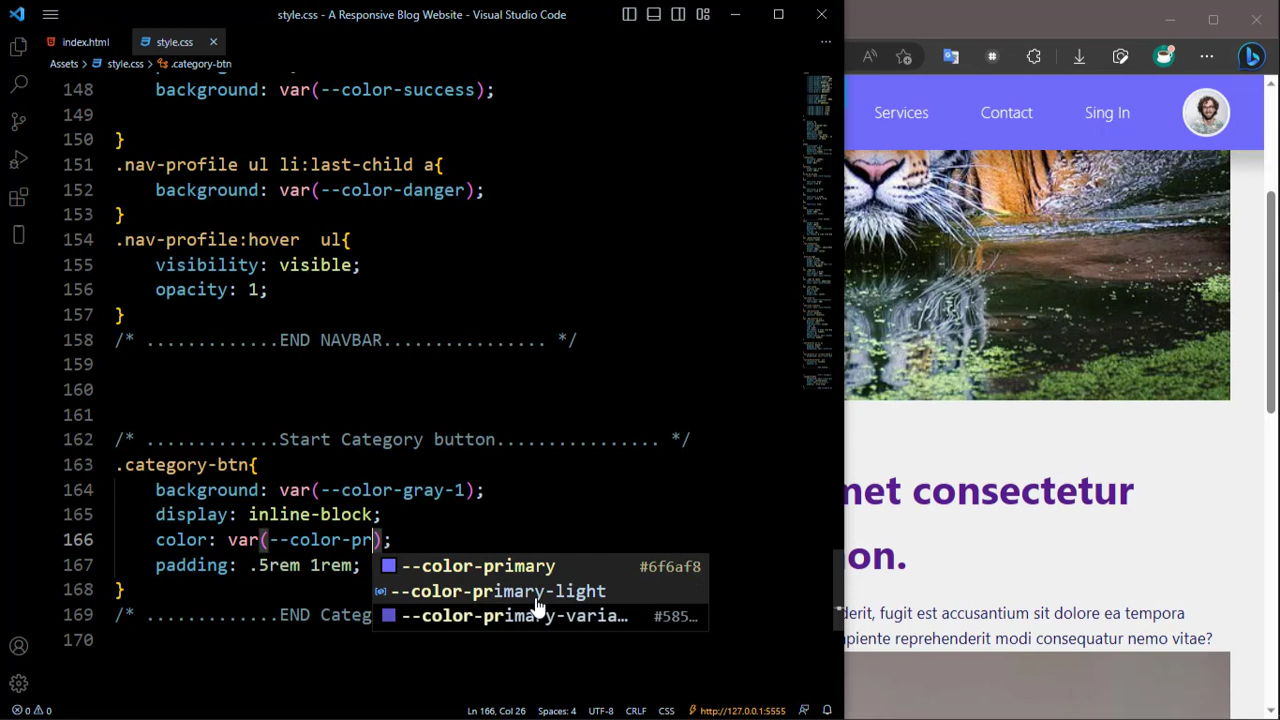 style.css - A Responsive Blog Website - Visual Studio Code
index.html
style.css
Assets > style.css > .category-btn
148 background: var(--color-success);
149
150 }
151 .nav-profile ul li:last-child a{
152 background: var(--color-danger);
153 }
154 .nav-profile:hover ul{
155 visibility: visible;
156 opacity: 1;
157 }
158 /* .............END NAVBAR............... */
159
160
161
162 /* .............Start Category button................ */
163 .category-btn{
164 background: var(--color-gray-1);
165 display: inline-block;
166 color: var(--color-pr);
167 padding: .5rem 1rem;
168 }
169 /* .............END Categ
170
--color-primary #6f6af8
--color-primary-light
--color-primary-varia... #585...
0 0 Ln 166, Col 26 Spaces: 4 UTF-8 CRLF CSS http://127.0.0.1:5555
Services Contact Sing In
met consectetur
on.
debitis, fugit est accusantium sit dolore ea tempora
apiente reprehenderit modi consequatur nemo vitae?